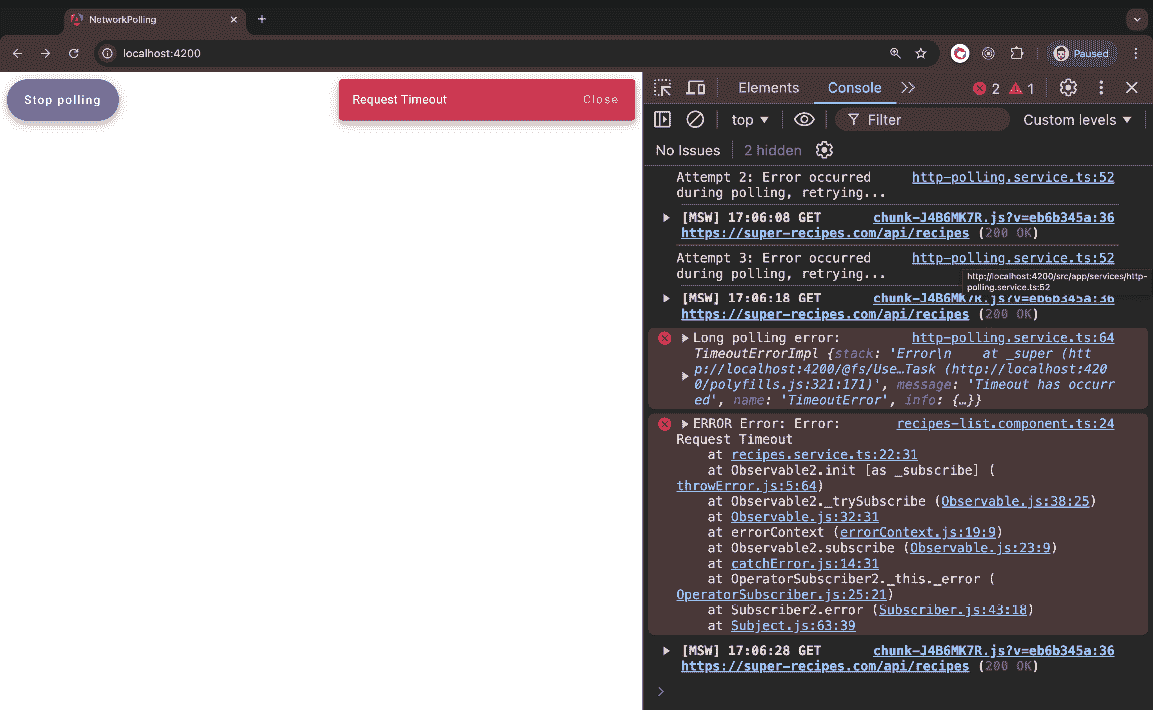 NetworkPolling
localhost:4200
Paused
Stop polling
Request Timeout Close
Elements Console 2 1
top Filter Custom levels
No Issues 2 hidden
Attempt 2: Error occurred http-polling.service.ts:52
during polling, retrying...
[MSW] 17:06:08 GET chunk-J4B6MK7R.js?v=eb6b345a:36
https://super-recipes.com/api/recipes (200 OK)
Attempt 3: Error occurred http-polling.service.ts:52
during polling, retrying...
http://localhost:4200/src/app/services/http-
polling.service.ts:52
[MSW] 17:06:18 GET chunk-J4B6MK7R.js?v=eb6b345a:36
https://super-recipes.com/api/recipes (200 OK)
Long polling error: http-polling.service.ts:64
TimeoutErrorImpl {stack: 'Error\n    at _super (htt
p://localhost:4200/@fs/Use…Task (http://localhost:420
0/polyfills.js:321:171)', message: 'Timeout has occurr
ed', name: 'TimeoutError', info: {…}}
ERROR Error: Error: recipes-list.component.ts:24
Request Timeout
at recipes.service.ts:22:31
at Observable2.init [as _subscribe] (
throwError.js:5:64)
at Observable2._trySubscribe (Observable.js:38:25)
at Observable.js:32:31
at errorContext (errorContext.js:19:9)
at Observable2.subscribe (Observable.js:23:9)
at catchError.js:14:31
at OperatorSubscriber2._this._error (
OperatorSubscriber.js:25:21)
at Subscriber2.error (Subscriber.js:43:18)
at Subject.js:63:39
[MSW] 17:06:28 GET chunk-J4B6MK7R.js?v=eb6b345a:36
https://super-recipes.com/api/recipes (200 OK)